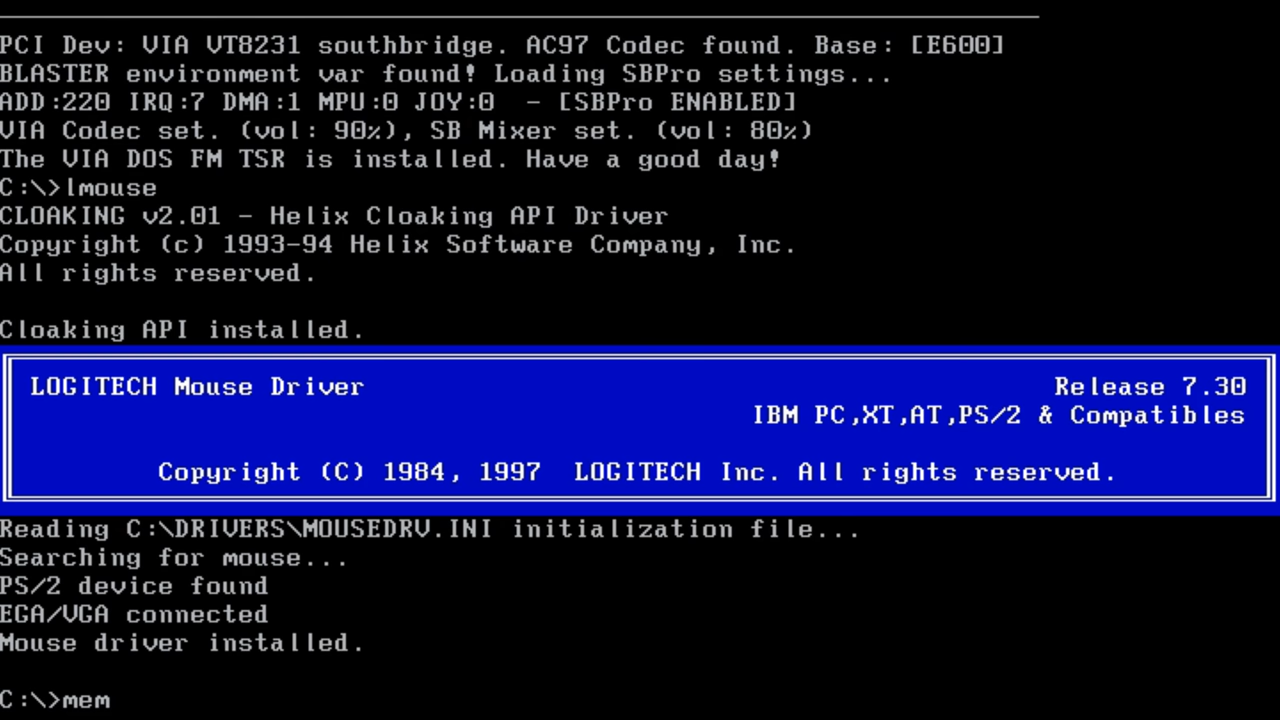 PCI Dev: VIA VT8231 southbridge. AC97 Codec found. Base: [E600]
BLASTER environment var found! Loading SBPro settings...
ADD:220 IRQ:7 DMA:1 MPU:0 JOY:0  - [SBPro ENABLED]
VIA Codec set. (vol: 90%), SB Mixer set. (vol: 80%)
The VIA DOS FM TSR is installed. Have a good day!
C:\>lmouse
CLOAKING v2.01 - Helix Cloaking API Driver
Copyright (c) 1993-94 Helix Software Company, Inc.
All rights reserved.
Cloaking API installed.
LOGITECH Mouse Driver Release 7.30
IBM PC,XT,AT,PS/2 & Compatibles
Copyright (C) 1984, 1997  LOGITECH Inc. All rights reserved.
Reading C:\DRIVERS\MOUSEDRV.INI initialization file...
Searching for mouse...
PS/2 device found
EGA/VGA connected
Mouse driver installed.
C:\>mem